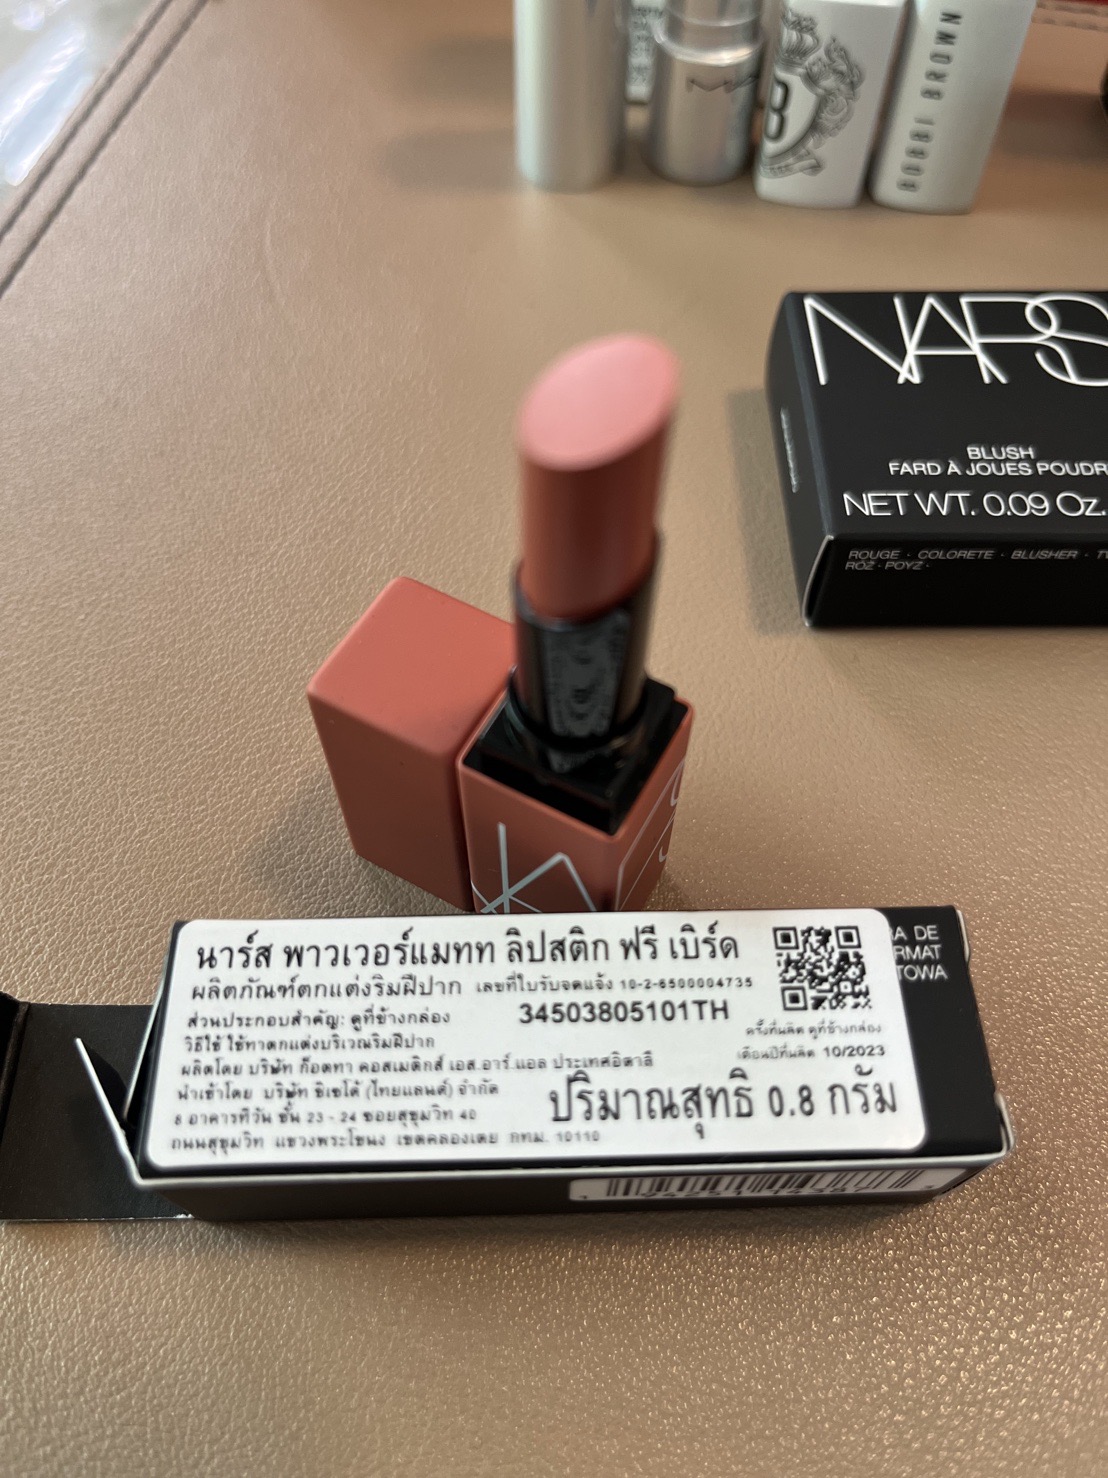 MAC
B
BOBBI BROWN
NARS
BLUSH
FARD À JOUES POUDR
NET WT. 0.09 Oz.
ROUGE · COLORETE · BLUSHER ·
RÓŻ · POYZ ·
นาร์ส พาวเวอร์แมทท ลิปสติก ฟรี เบิร์ด
ผลิตภัณฑ์ตกแต่งริมฝีปาก เลขที่ใบรับจดแจ้ง 10-2-6500004735
ส่วนประกอบสำคัญ: ดูที่ข้างกล่อง 34503805101TH
ครั้งที่ผลิต ดูที่ข้างกล่อง
วิธีใช้ ใช้ทาตกแต่งบริเวณริมฝีปาก
เดือนปีที่ผลิต 10/2023
ผลิตโดย บริษัท ก็อตทา คอสเมติกส์ เอส.อาร์.แอล ประเทศอิตาลี
นำเข้าโดย บริษัท ชิเซโด้ (ไทยแลนด์) จำกัด
ปริมาณสุทธิ 0.8 กรัม
8 อาคารทีวัน ชั้น 23 - 24 ซอยสุขุมวิท 40
ถนนสุขุมวิท แขวงพระโขนง เขตคลองเตย กทม. 10110
RA DE
RMAT
TOWA